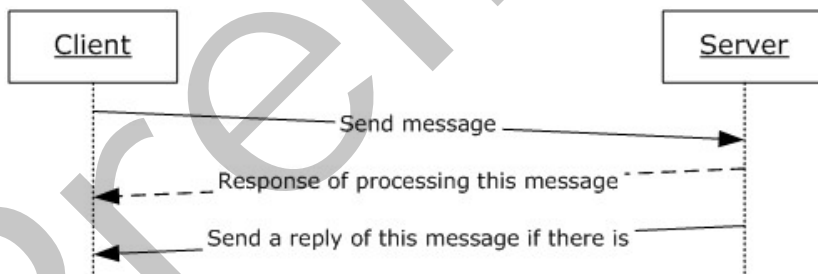 Client
Server
Send message
Response of processing this message
Send a reply of this message if there is